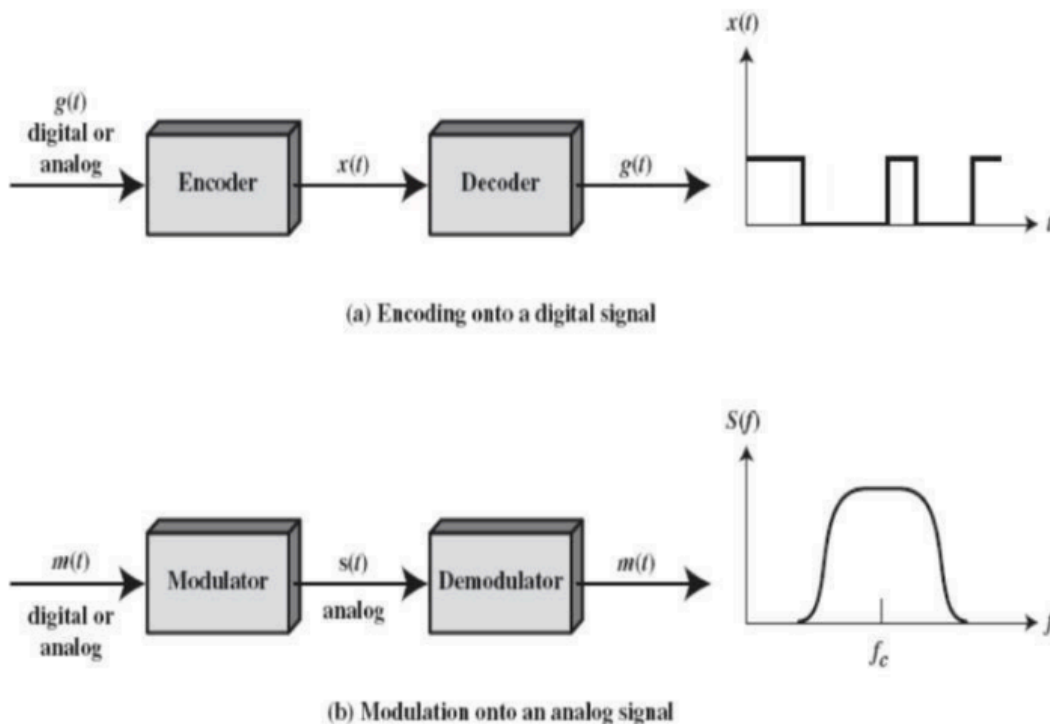 x(t)
g(t)
digital or
analog
Encoder
x(t)
Decoder
g(t)
t
(a) Encoding onto a digital signal
S(f)
m(t)
digital or
analog
Modulator
s(t)
analog
Demodulator
m(t)
f
fc
(b) Modulation onto an analog signal